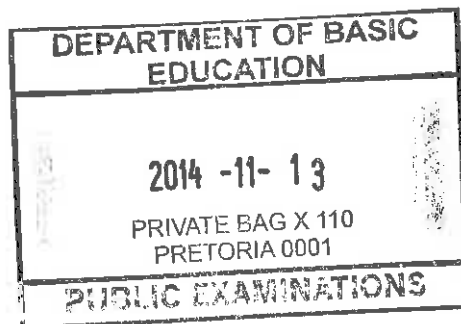 DEPARTMENT OF BASIC
EDUCATION
2014 -11- 13
PRIVATE BAG X 110
PRETORIA 0001
PUBLIC EXAMINATIONS